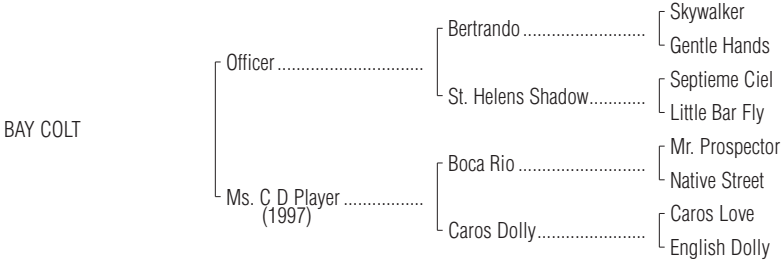 Skywalker
Bertrando ..........................
Gentle Hands
Officer ...............................
Septieme Ciel
St. Helens Shadow............
Little Bar Fly
BAY COLT
Mr. Prospector
Boca Rio ...........................
Native Street
Ms. C D Player .................
(1997)
Caros Love
Caros Dolly.......................
English Dolly